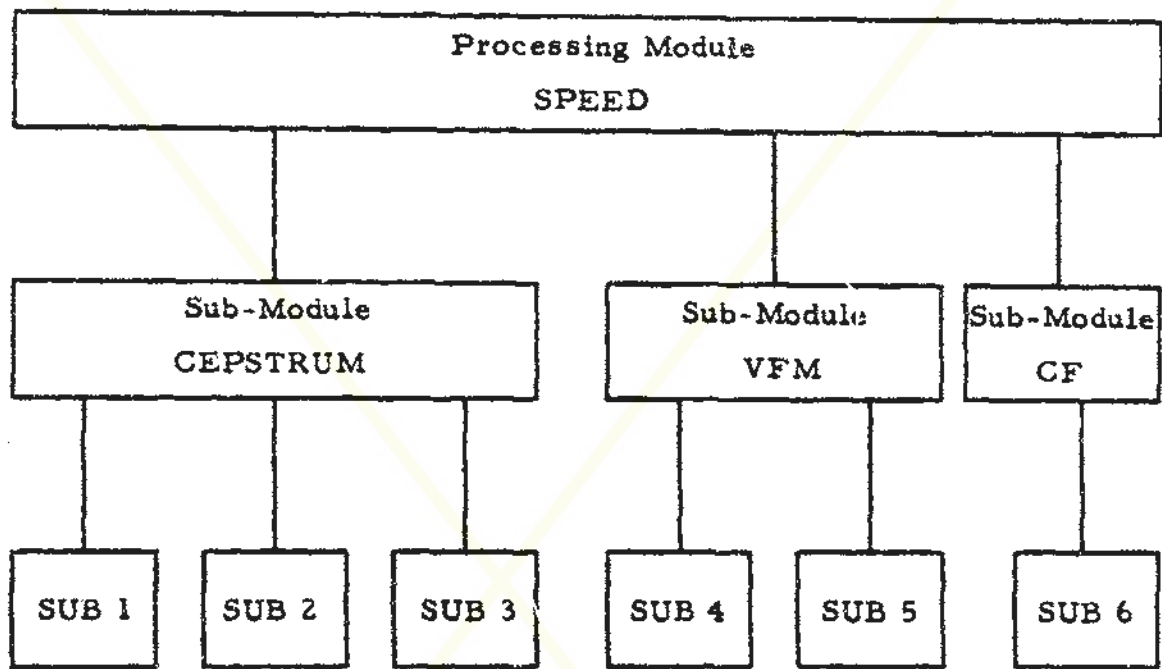 Processing Module
SPEED
Sub-Module
CEPSTRUM
Sub-Module
VFM
Sub-Module
CF
SUB 1
SUB 2
SUB 3
SUB 4
SUB 5
SUB 6